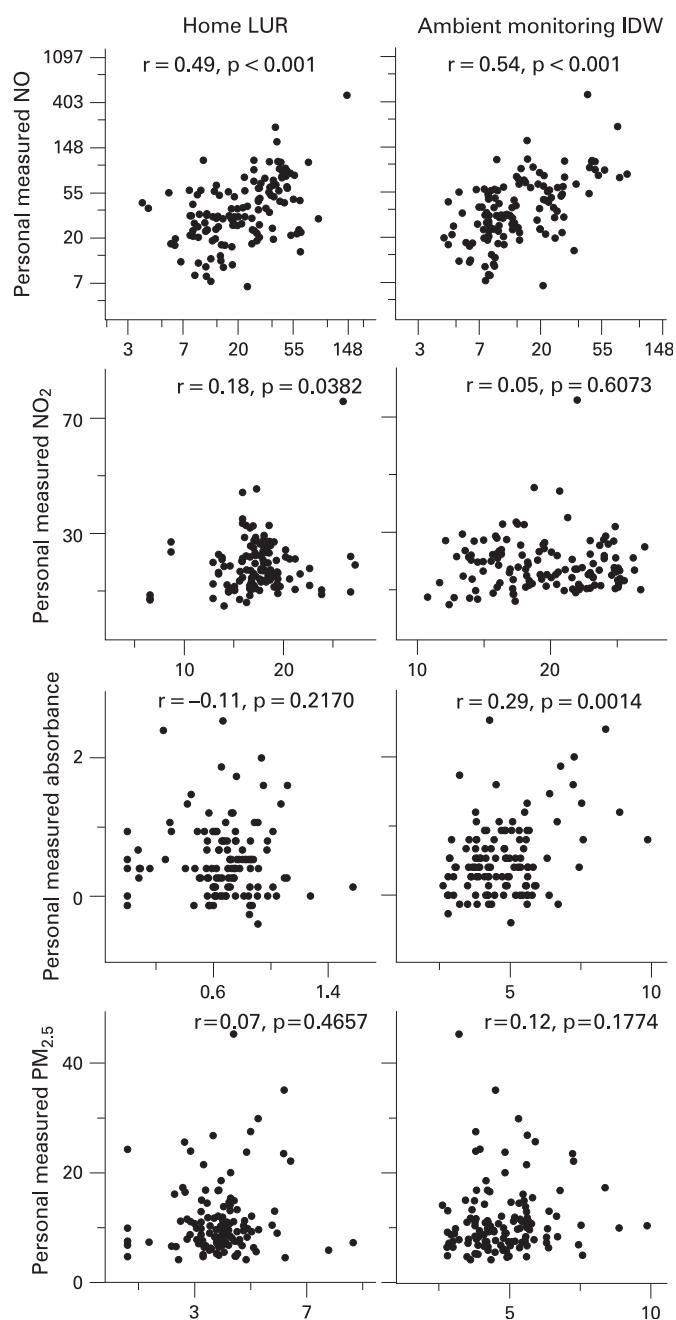 Home LUR
Ambient monitoring IDW
Personal measured NO
1097
403
148
55
20
7
r = 0.49, p < 0.001
r = 0.54, p < 0.001
3 7 20 55 148
3 7 20 55 148
Personal measured NO₂
70
30
r = 0.18, p = 0.0382
r = 0.05, p = 0.6073
10 20
10 20
Personal measured absorbance
2
0
r = –0.11, p = 0.2170
r = 0.29, p = 0.0014
0.6 1.4
5 10
Personal measured PM₂.₅
40
20
0
r=0.07, p=0.4657
r=0.12, p=0.1774
3 7
5 10